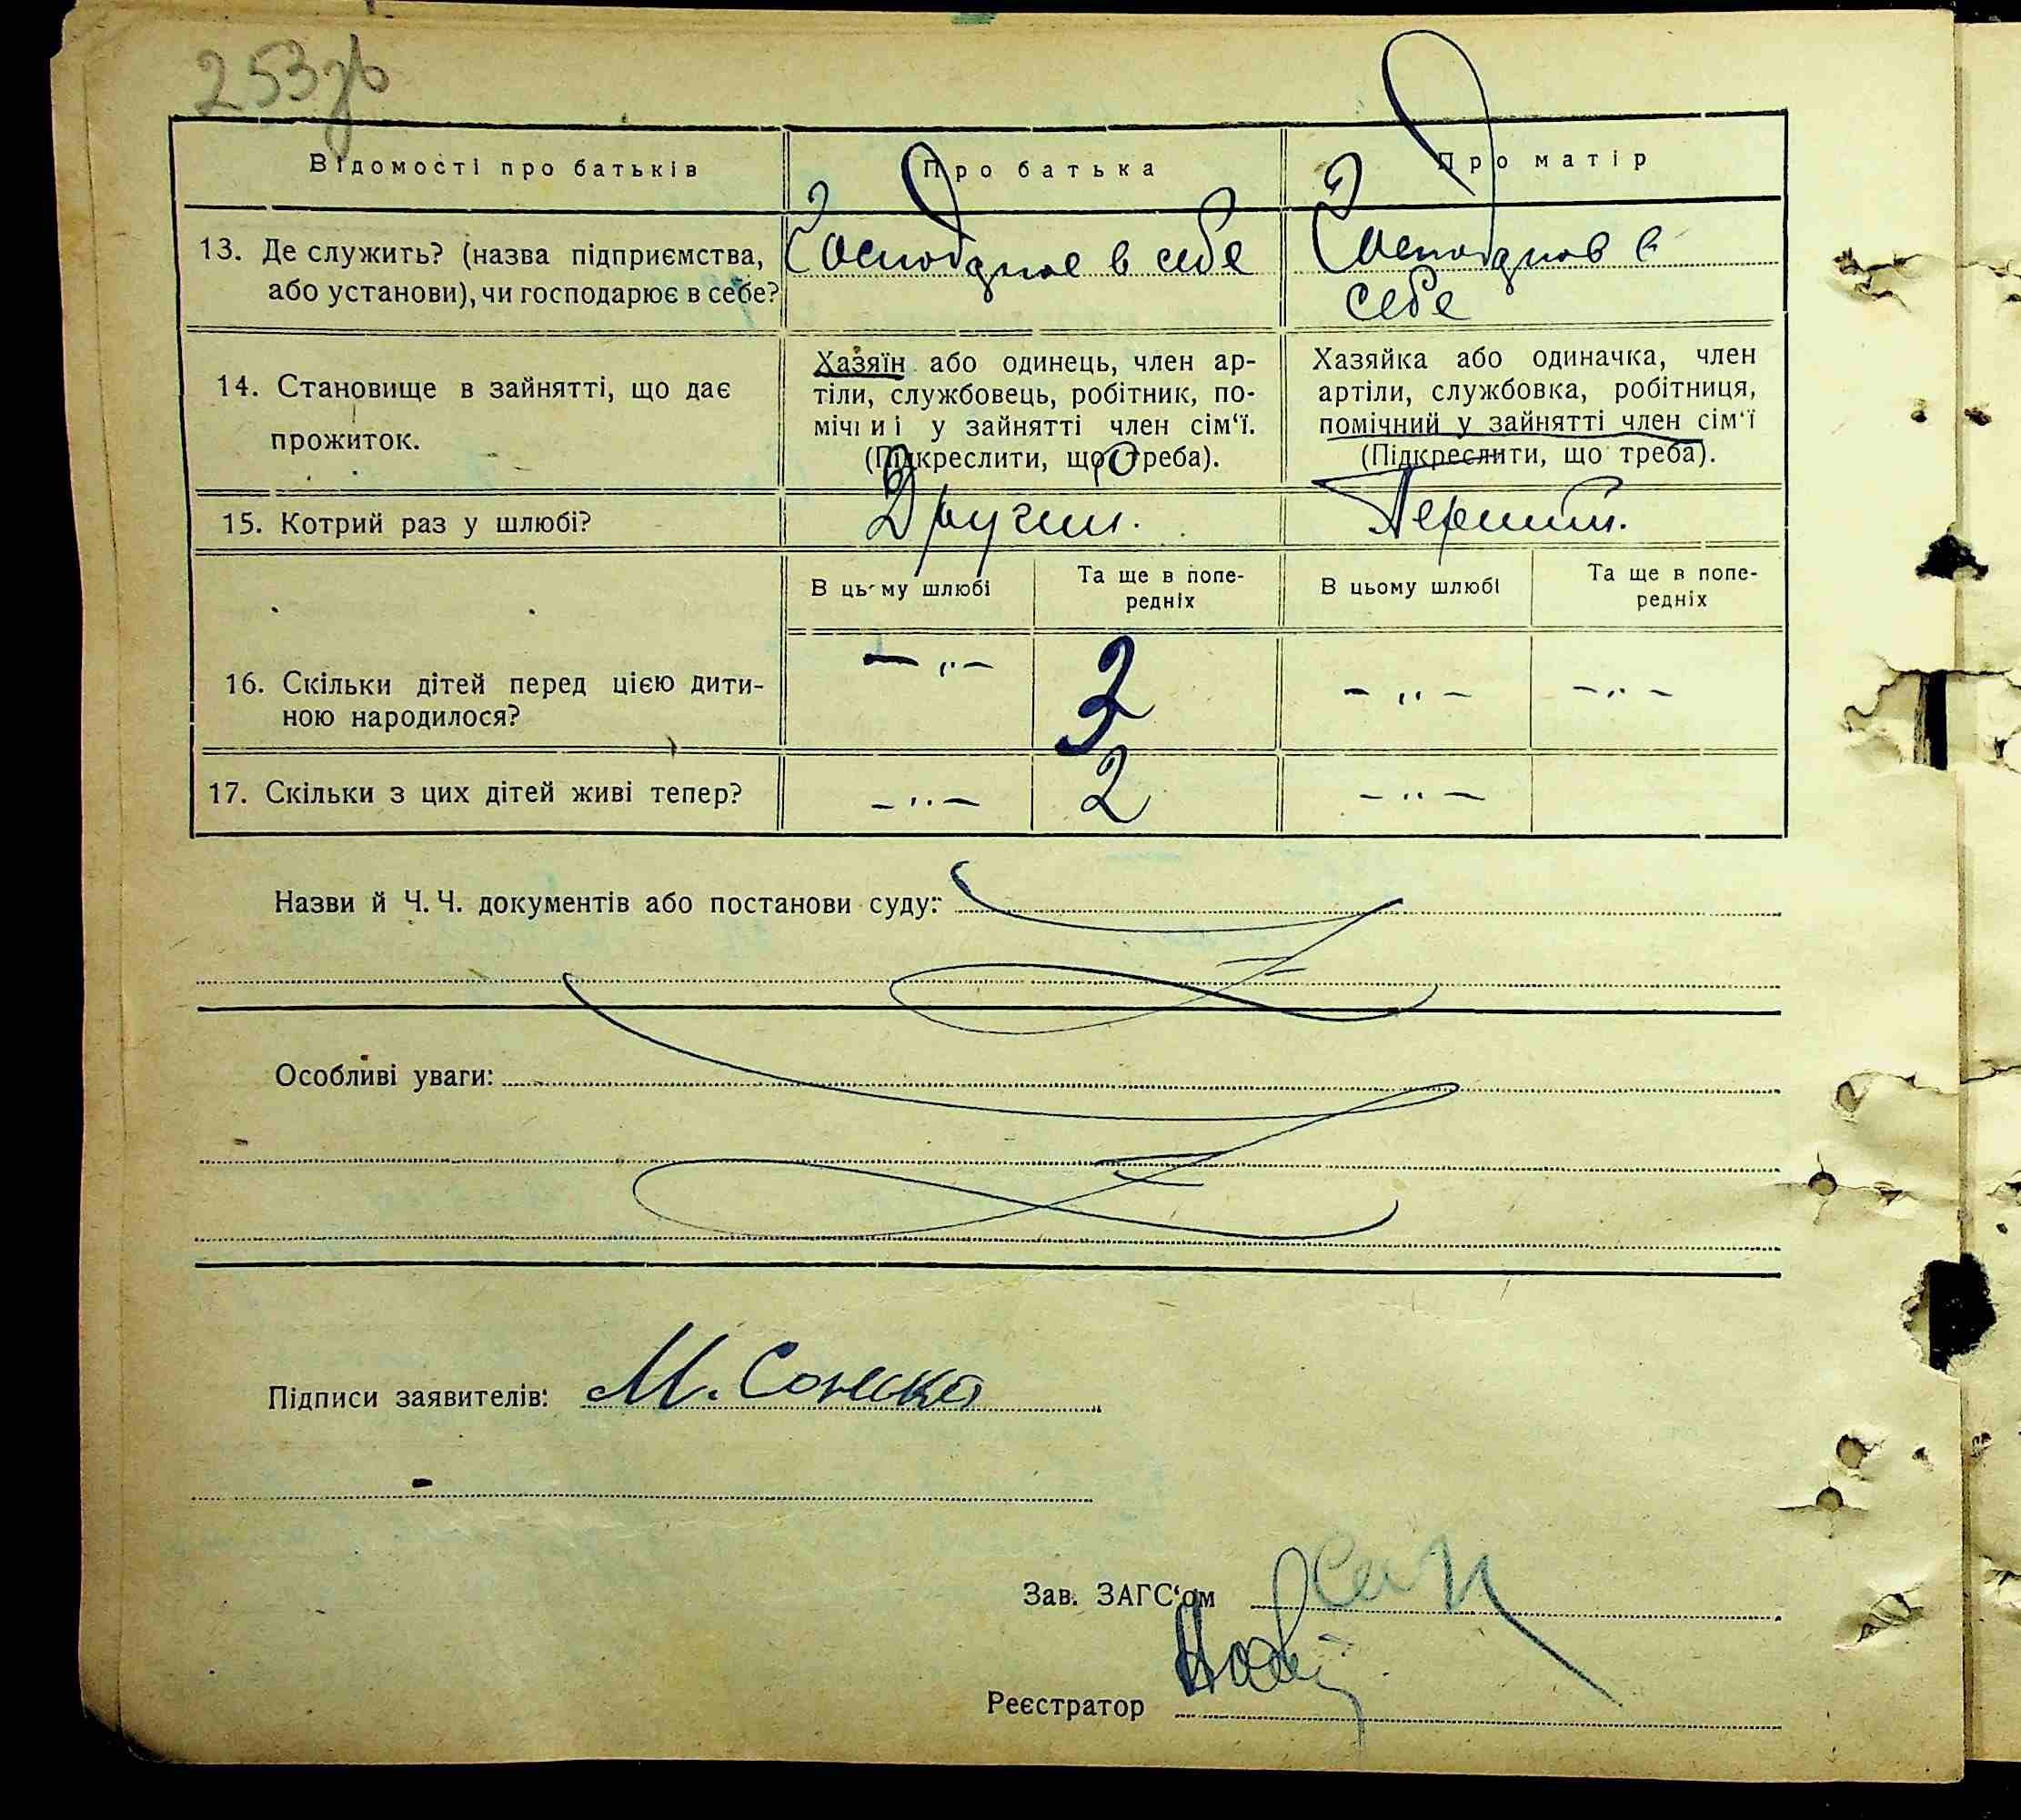 253зв
Відомості про батьків
Про батька
Про матір
13. Де служить? (назва підприємства,
або установи), чи господарює в себе?
Господрює в себе
Господрює в
себе
14. Становище в зайнятті, що дає
прожиток.
Хазяїн або одинець, член ар-
тіли, службовець, робітник, по-
мічниі у зайнятті член сім‘ї.
(Підкреслити, що треба).
Хазяйка або одиначка, член
артіли, службовка, робітниця,
помічний у зайнятті член сім‘ї
(Підкреслити, що треба).
15. Котрий раз у шлюбі?
Другий.
Перший.
В цьому шлюбі
Та ще в попе-
редніх
В цьому шлюбі
Та ще в попе-
редніх
16. Скільки дітей перед цією дити-
ною народилося?
— „ —
3
— „ —
— „ —
17. Скільки з цих дітей живі тепер?
— „ —
2
— „ —
Назви й Ч. Ч. документів або постанови суду:
Особливі уваги:
Підписи заявителів: М. Сонько
Зав. ЗАГС‘ом
Реєстратор